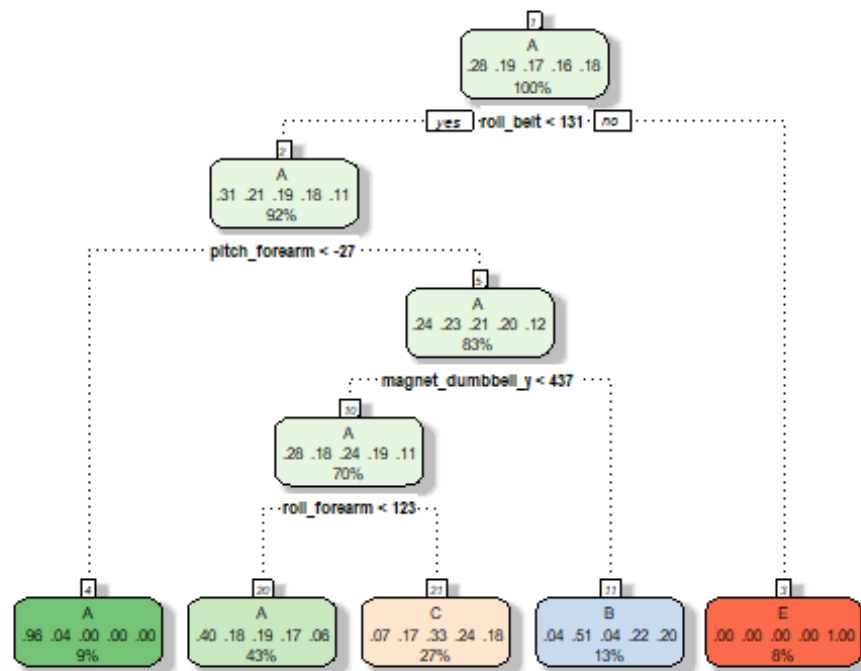 1
A
.28 .19 .17 .16 .18
100%
yes roll_belt < 131 no
2
A
.31 .21 .19 .18 .11
92%
pitch_forearm < -27
5
A
.24 .23 .21 .20 .12
83%
magnet_dumbbell_y < 437
10
A
.28 .18 .24 .19 .11
70%
roll_forearm < 123
4
A
.96 .04 .00 .00 .00
9%
20
A
.40 .18 .19 .17 .06
43%
21
C
.07 .17 .33 .24 .18
27%
11
B
.04 .51 .04 .22 .20
13%
3
E
.00 .00 .00 .00 1.00
8%